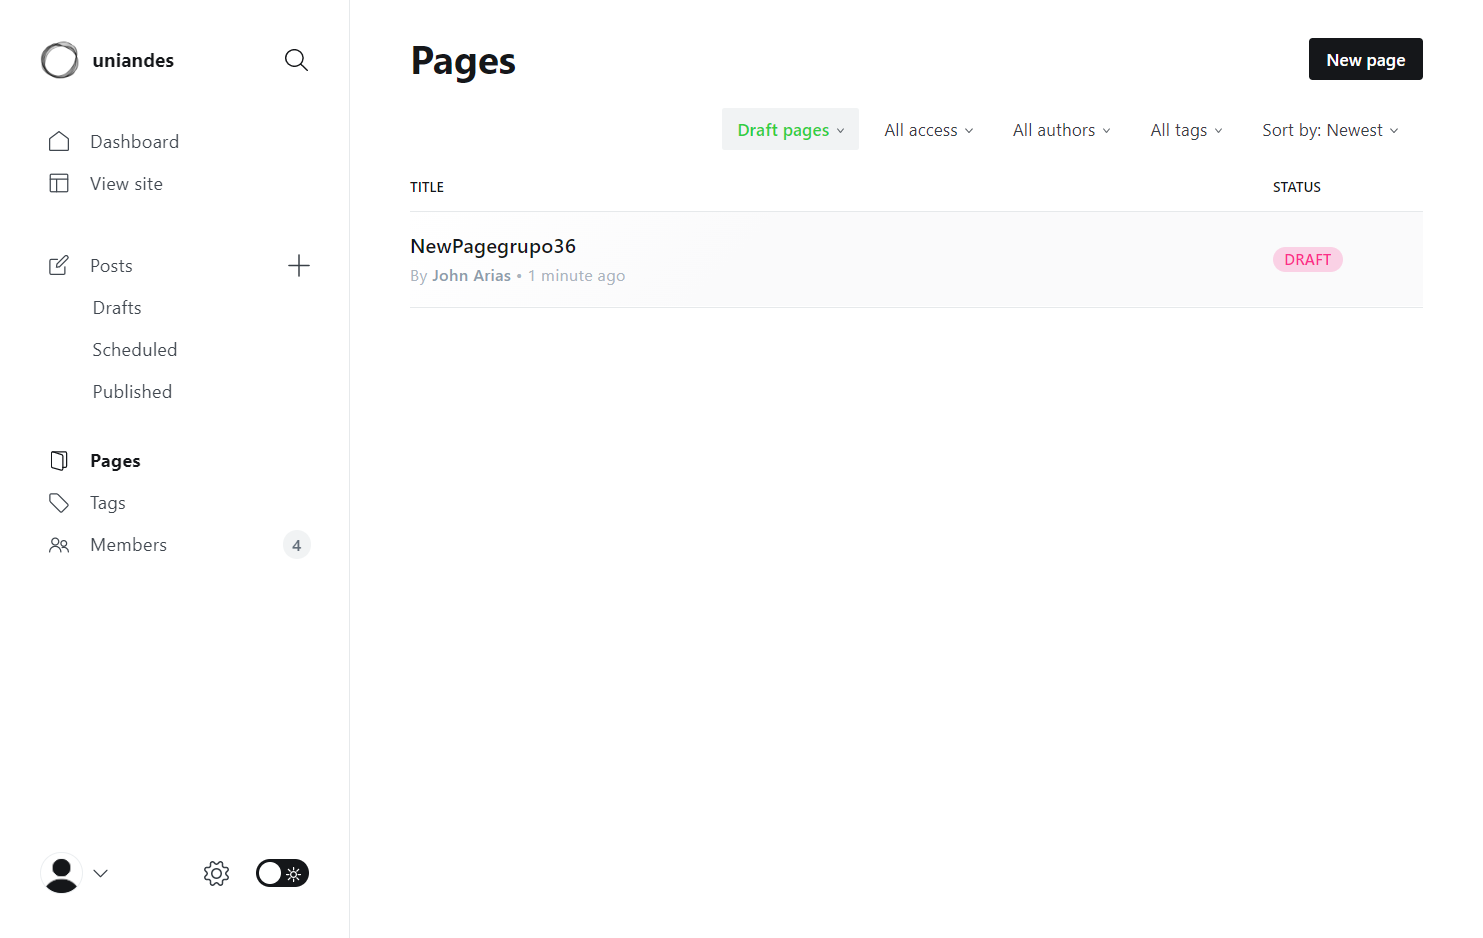 uniandes
Dashboard
View site
Posts
Drafts
Scheduled
Published
Pages
Tags
Members 4
Pages
New page
Draft pages All access All authors All tags Sort by: Newest
TITLE STATUS
NewPagegrupo36
By John Arias • 1 minute ago
DRAFT